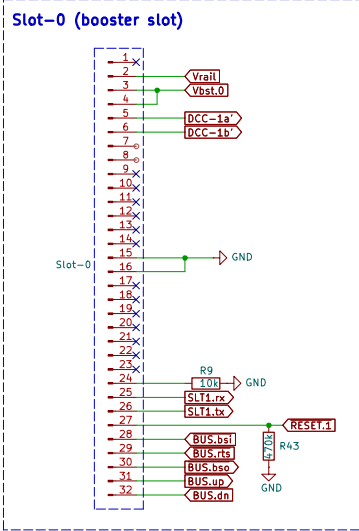 Slot-0 (booster slot)
1
2 Vrail
3 Vbst.0
4
5 DCC-1a'
6 DCC-1b'
7
8
9
10
11
12
13
14
15 GND
Slot-0
16
17
18
19
20
21
22
23
R9
24 10k GND
25 SLT1.rx
26 SLT1.tx
27 RESET.1
28 BUS.bsi
470k R43
29 BUS.rts
30 BUS.bso
31 BUS.up
GND
32 BUS.dn